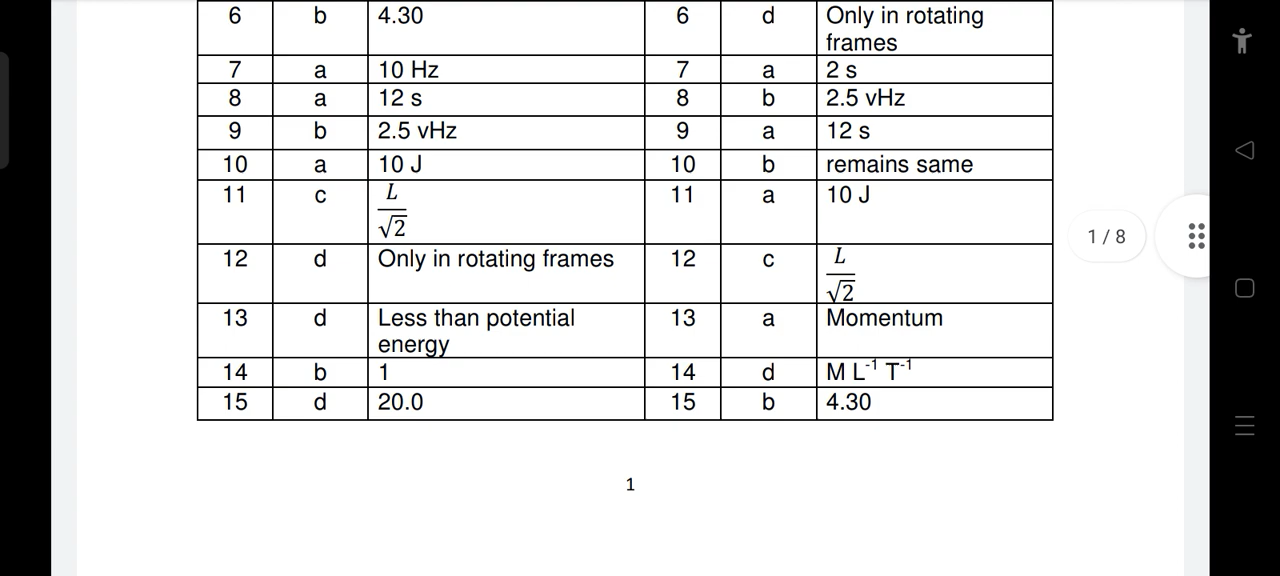 6 b 4.30 6 d Only in rotating
frames
7 a 10 Hz 7 a 2 s
8 a 12 s 8 b 2.5 vHz
9 b 2.5 vHz 9 a 12 s
10 a 10 J 10 b remains same
11 c L/√2 11 a 10 J
12 d Only in rotating frames 12 c L/√2
13 d Less than potential 13 a Momentum
energy
14 b 1 14 d M L⁻¹ T⁻¹
15 d 20.0 15 b 4.30
1 / 8
1